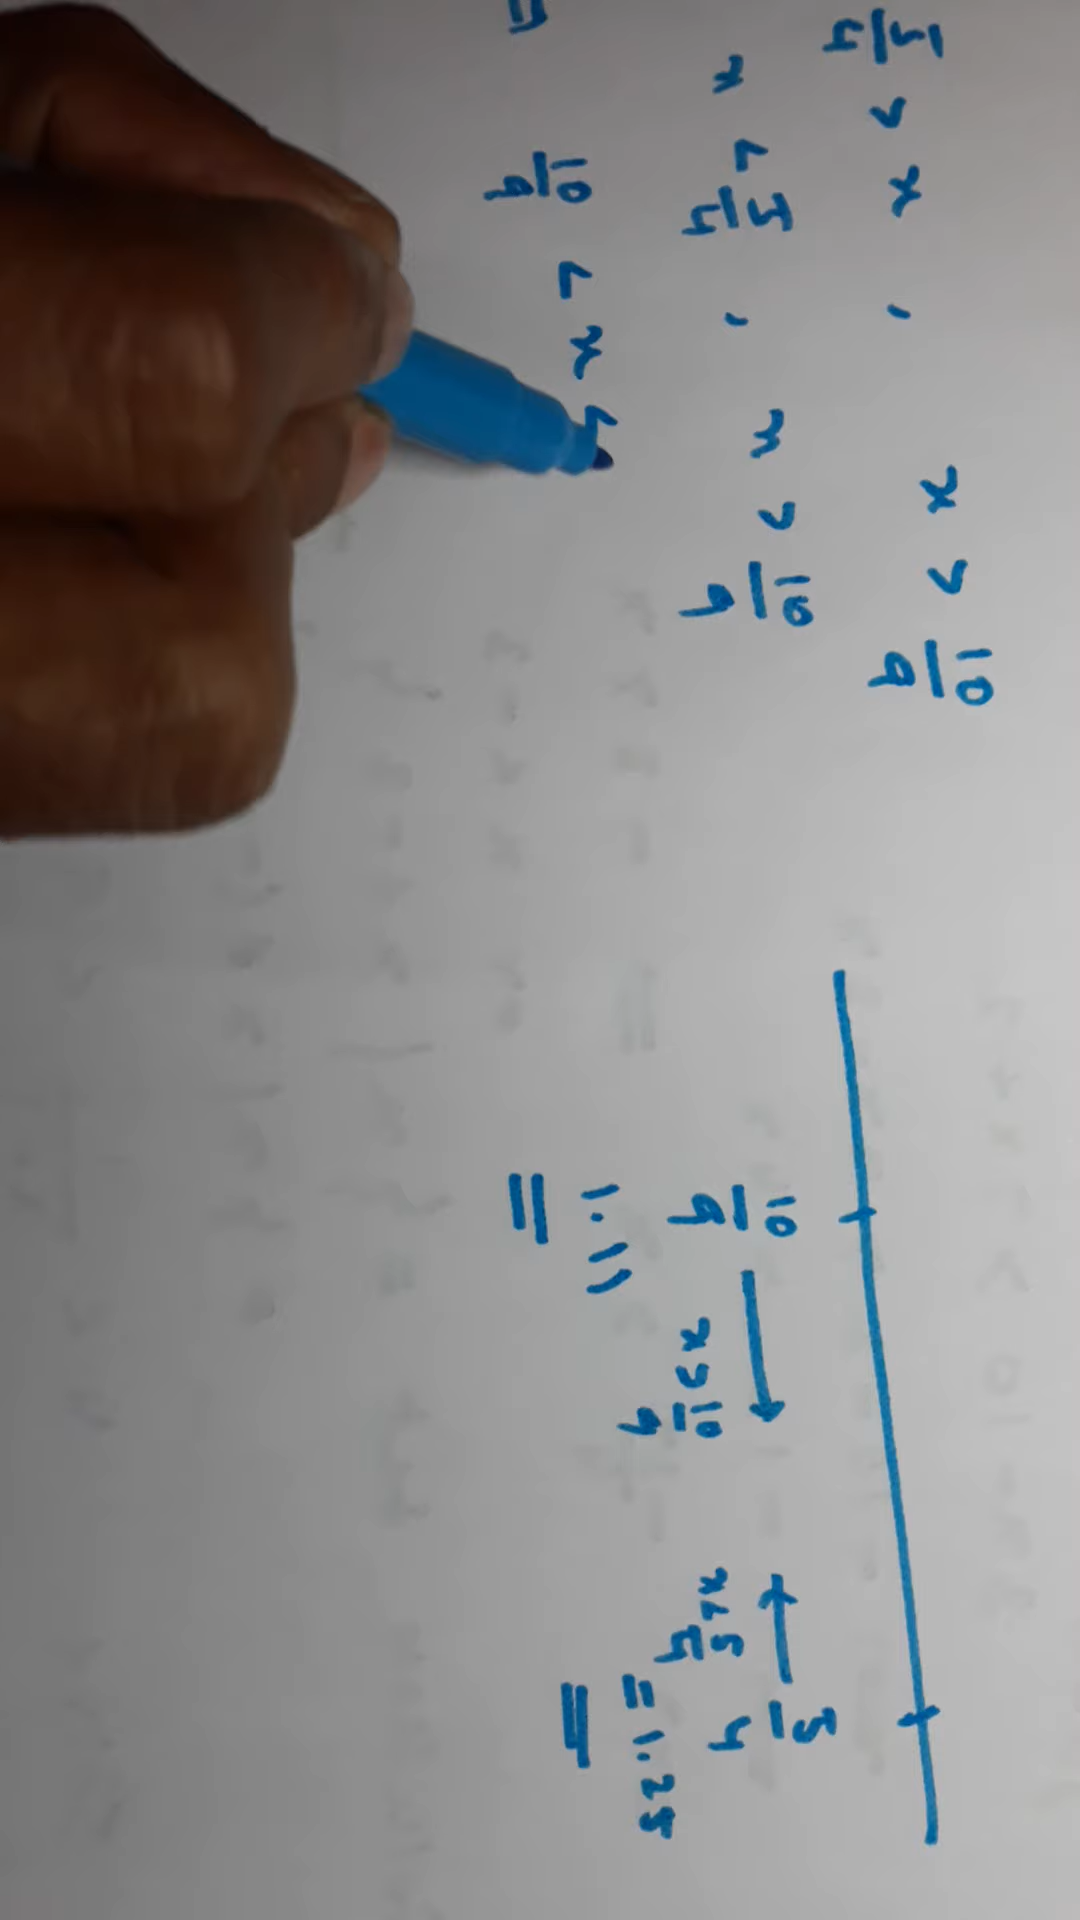 5/4 > x , x > 10/9
x < 5/4 , x > 10/9
10/9 < x <
10/9 5/4
x > 10/9 x < 5/4
1.11 = 1.25